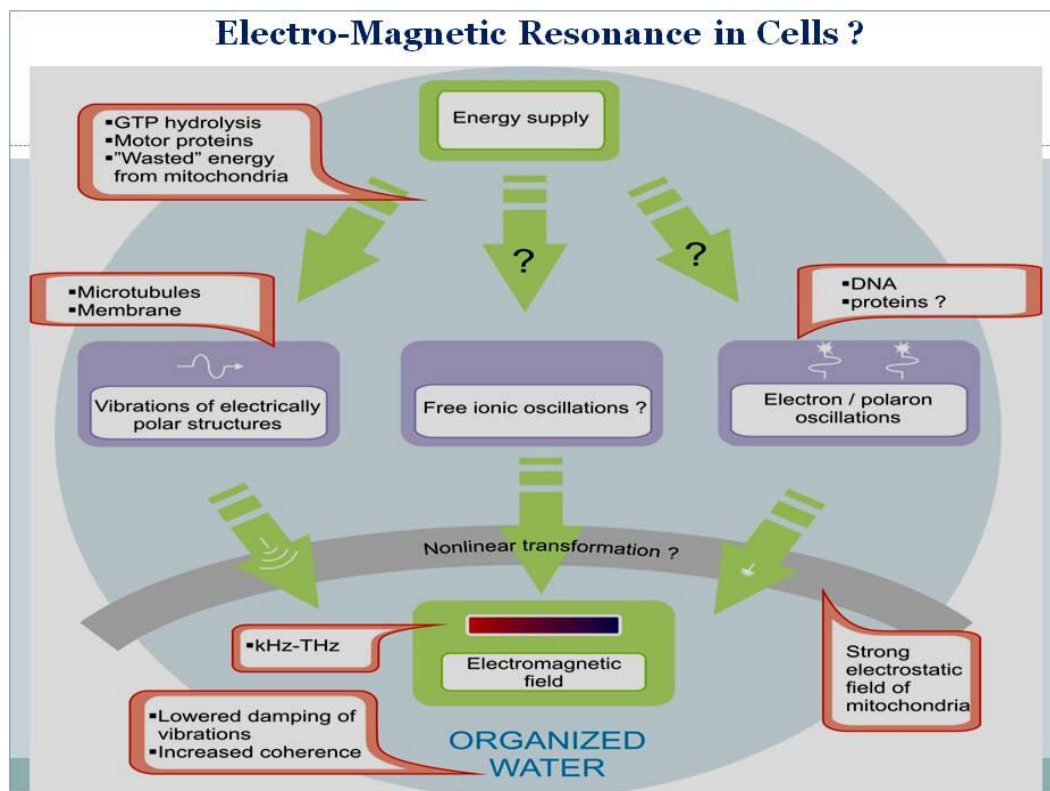 Electro-Magnetic Resonance in Cells ?
▪GTP hydrolysis
▪Motor proteins
▪"Wasted" energy
from mitochondria
Energy supply
?
?
▪Microtubules
▪Membrane
▪DNA
▪proteins ?
Vibrations of electrically
polar structures
Free ionic oscillations ?
Electron / polaron
oscillations
Nonlinear transformation ?
▪kHz-THz
Electromagnetic
field
Strong
electrostatic
field of
mitochondria
▪Lowered damping of
vibrations
▪Increased coherence
ORGANIZED
WATER